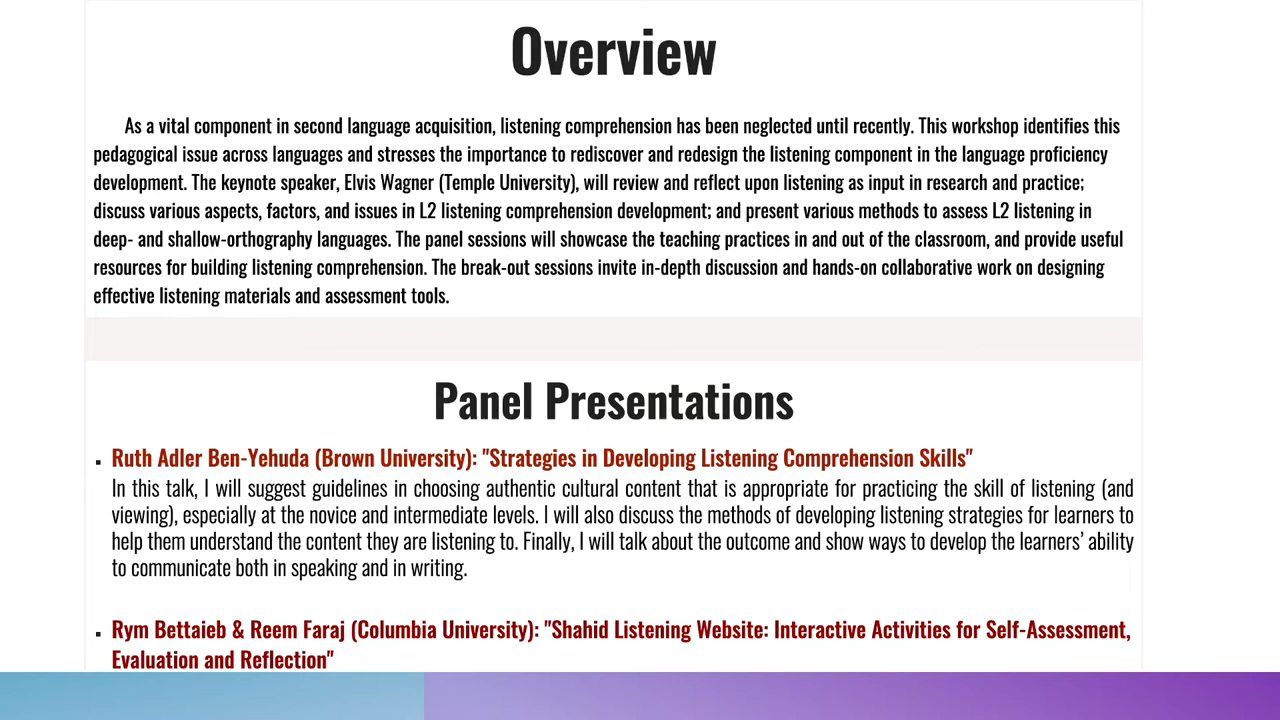 Overview
As a vital component in second language acquisition, listening comprehension has been neglected until recently. This workshop identifies this
pedagogical issue across languages and stresses the importance to rediscover and redesign the listening component in the language proficiency
development. The keynote speaker, Elvis Wagner (Temple University), will review and reflect upon listening as input in research and practice;
discuss various aspects, factors, and issues in L2 listening comprehension development; and present various methods to assess L2 listening in
deep- and shallow-orthography languages. The panel sessions will showcase the teaching practices in and out of the classroom, and provide useful
resources for building listening comprehension. The break-out sessions invite in-depth discussion and hands-on collaborative work on designing
effective listening materials and assessment tools.
Panel Presentations
▪ Ruth Adler Ben-Yehuda (Brown University): "Strategies in Developing Listening Comprehension Skills"
In this talk, I will suggest guidelines in choosing authentic cultural content that is appropriate for practicing the skill of listening (and
viewing), especially at the novice and intermediate levels. I will also discuss the methods of developing listening strategies for learners to
help them understand the content they are listening to. Finally, I will talk about the outcome and show ways to develop the learners’ ability
to communicate both in speaking and in writing.
▪ Rym Bettaieb & Reem Faraj (Columbia University): "Shahid Listening Website: Interactive Activities for Self-Assessment,
Evaluation and Reflection"